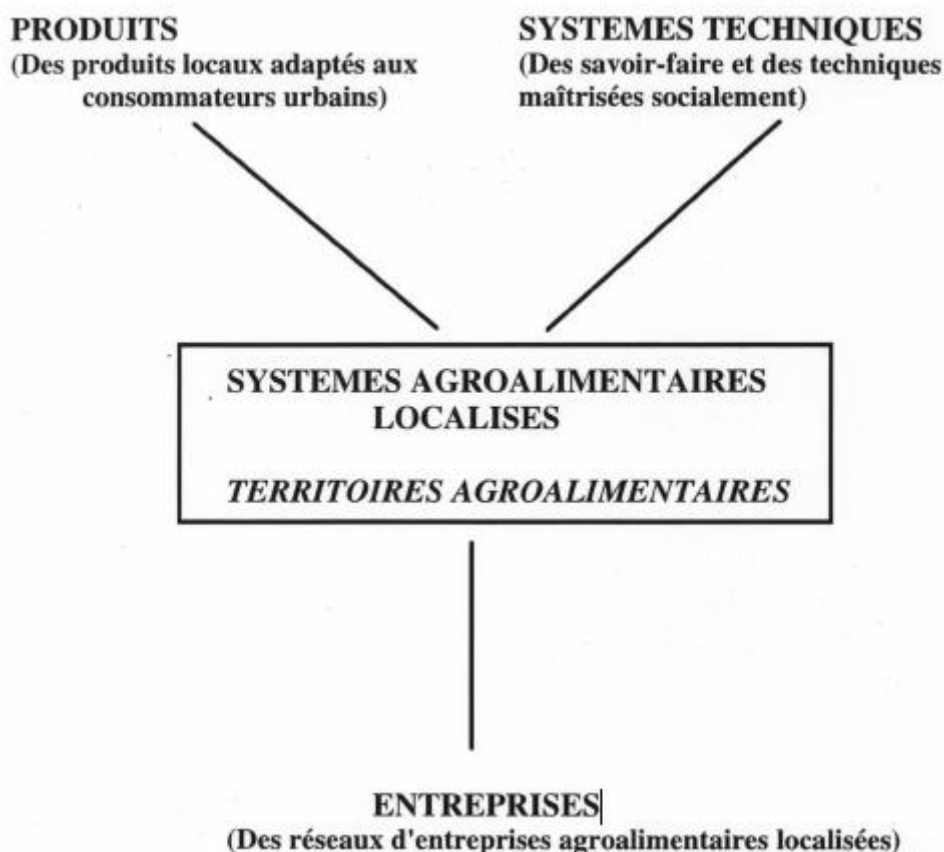 PRODUITS
(Des produits locaux adaptés aux
consommateurs urbains)
SYSTEMES TECHNIQUES
(Des savoir-faire et des techniques
maîtrisées socialement)
SYSTEMES AGROALIMENTAIRES
LOCALISES
TERRITOIRES AGROALIMENTAIRES
ENTREPRISES
(Des réseaux d'entreprises agroalimentaires localisées)